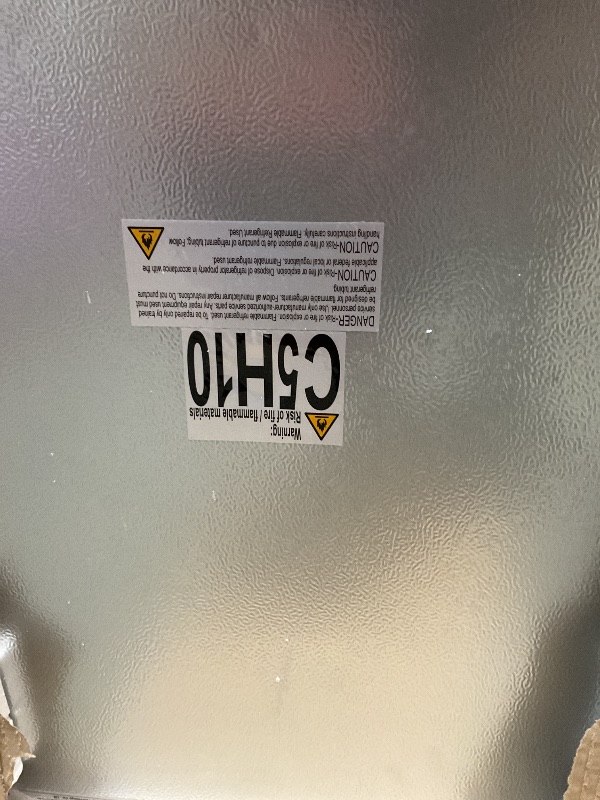 Warning:
Risk of fire / flammable materials
C5H10
DANGER-Risk of fire or explosion. Flammable refrigerant used. To be repaired only by trained
service personnel. Use only manufacturer-authorized service parts. Any repair equipment used must
be designed for flammable refrigerants. Follow all manufacturer repair instructions. Do not puncture
refrigerant tubing
CAUTION-Risk of fire or explosion. Dispose of refrigerator properly in accordance with the
applicable federal or local regulations. Flammable refrigerant used.
CAUTION-Risk of fire or explosion due to puncture of refrigerant tubing, Follow
handling instructions carefully. Flammable Refrigerant Used.